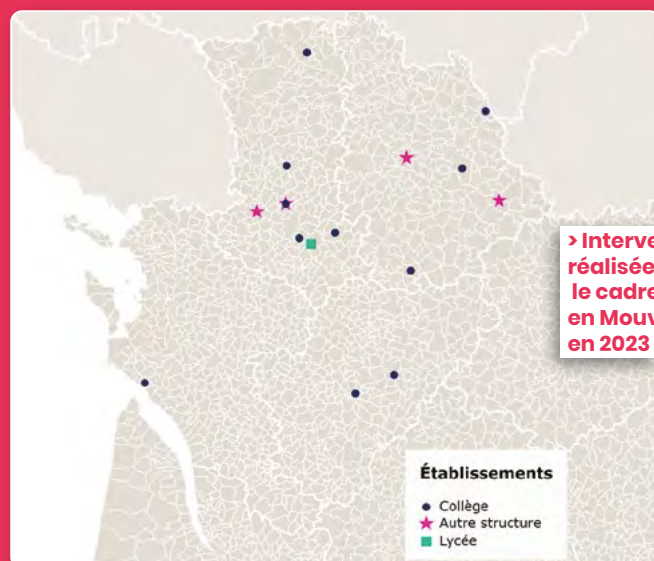 > Interve
réalisée
le cadre
en Mouv
en 2023
Établissements
Collège
Autre structure
Lycée